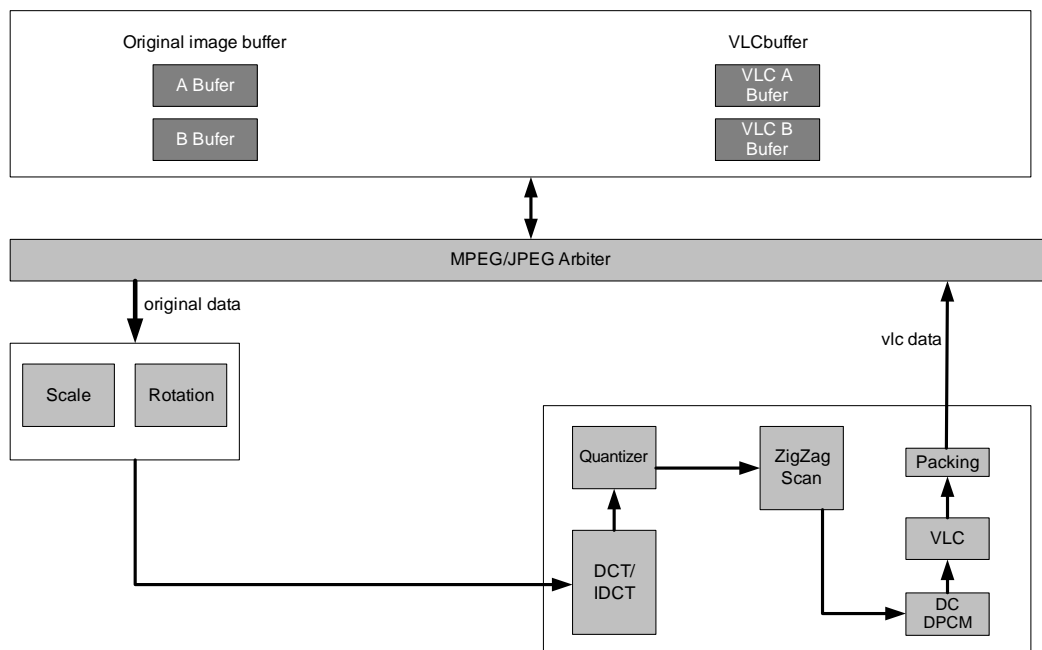 Original image buffer
VLCbuffer
A Bufer
VLC A
Bufer
B Bufer
VLC B
Bufer
MPEG/JPEG Arbiter
original data
vlc data
Scale
Rotation
Quantizer
ZigZag
Scan
Packing
VLC
DCT/
IDCT
DC
DPCM